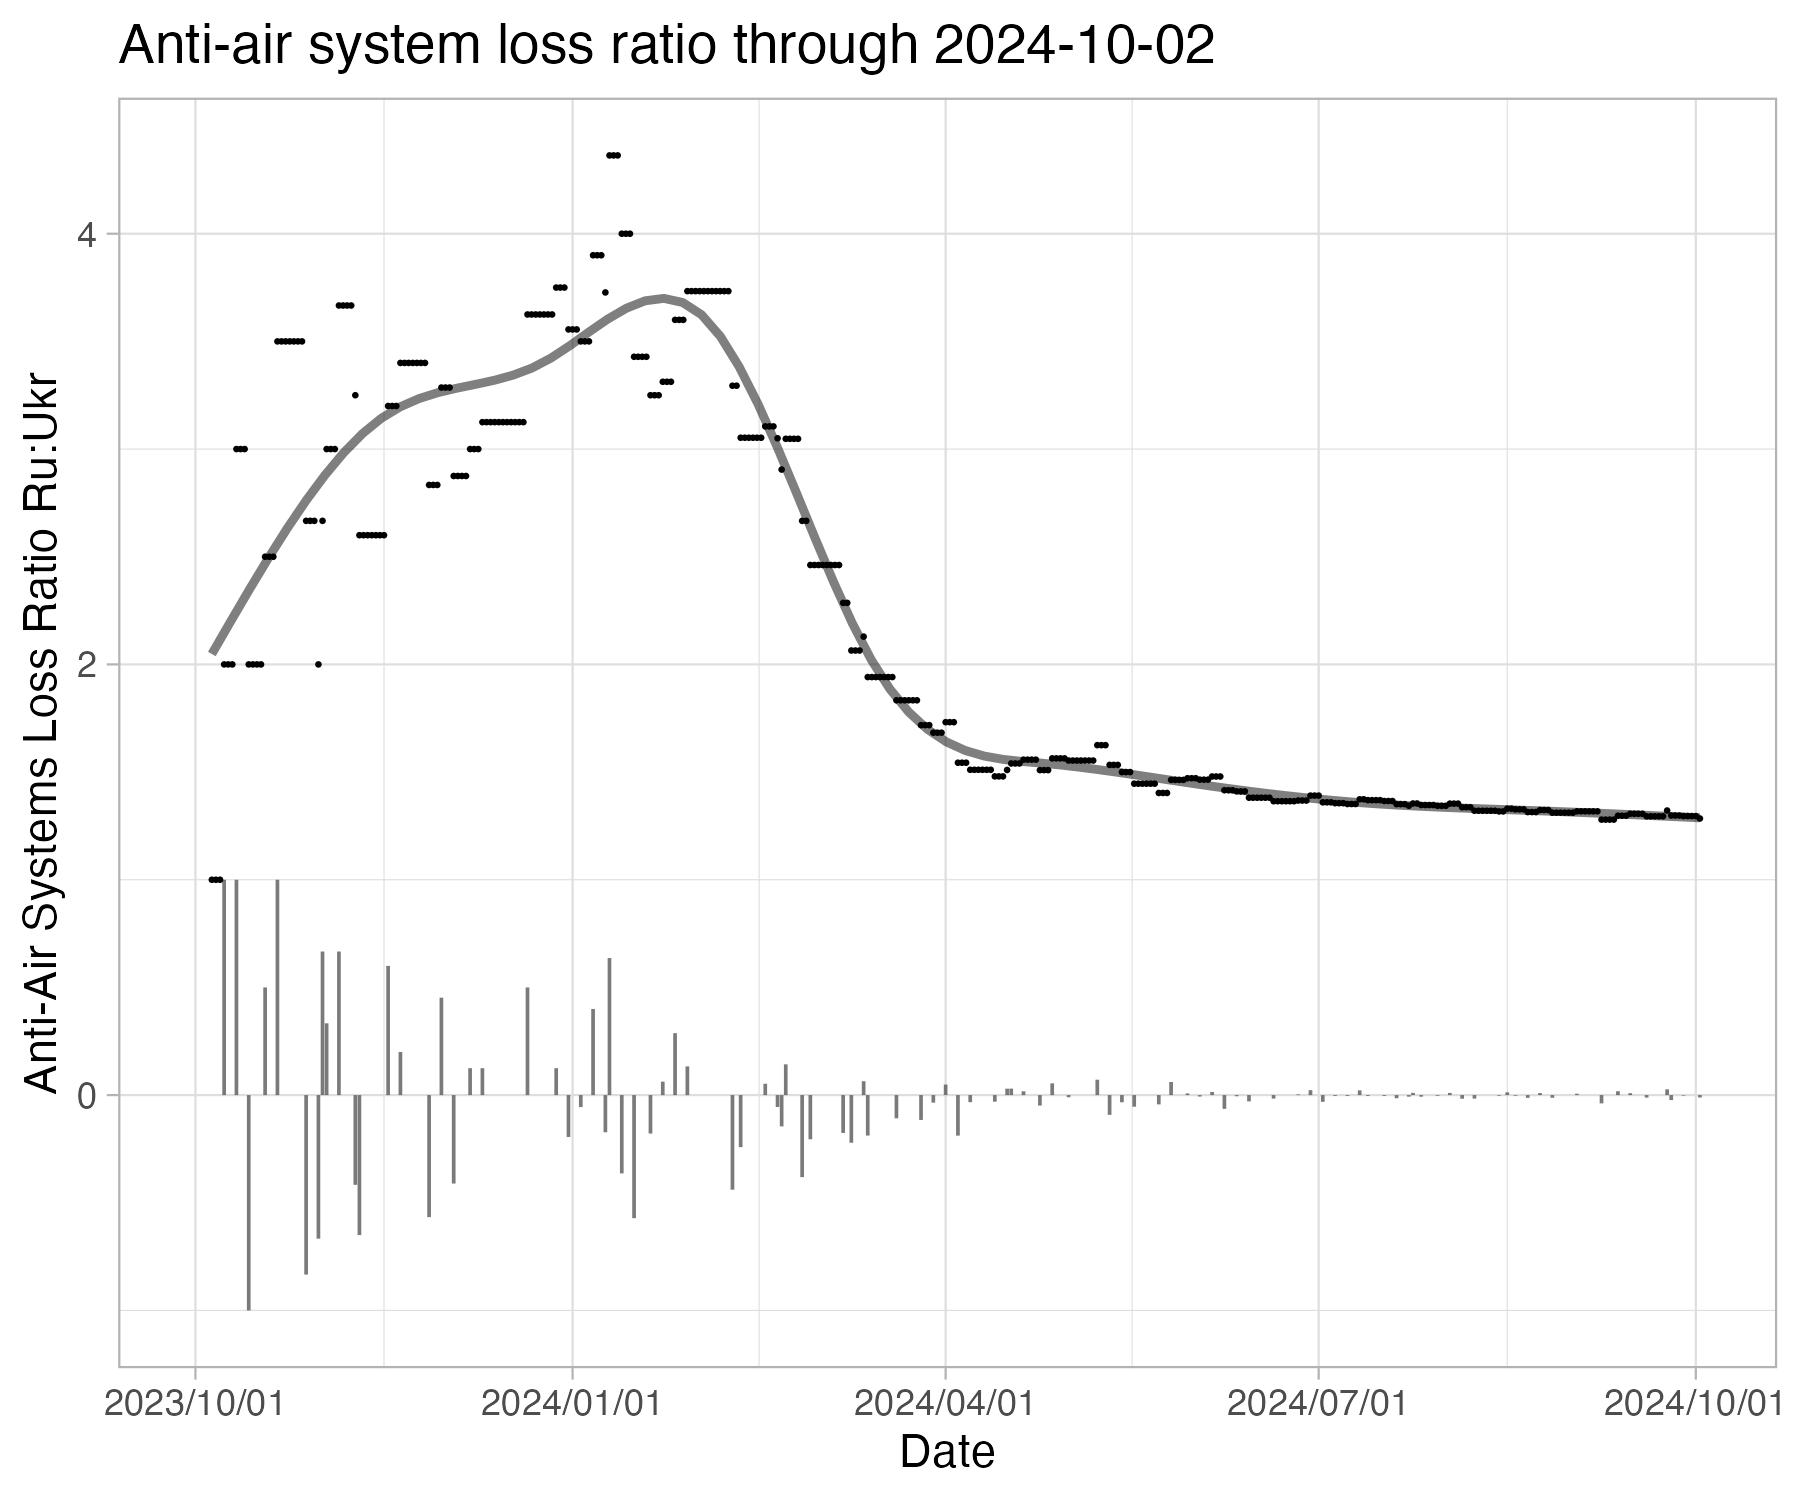 Anti-air system loss ratio through 2024-10-02
Anti-Air Systems Loss Ratio Ru:Ukr
4
2
0
2023/10/01
2024/01/01
2024/04/01
2024/07/01
2024/10/01
Date